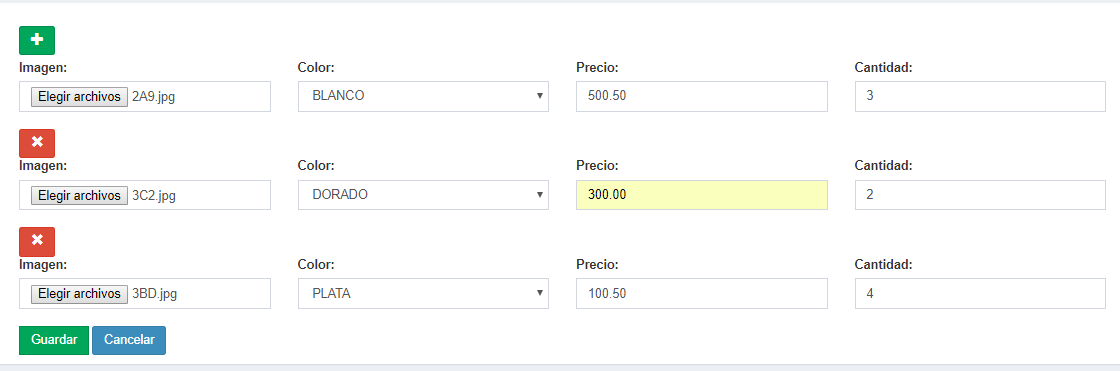 Imagen: Color: Precio: Cantidad:
Elegir archivos 2A9.jpg BLANCO 500.50 3
Imagen: Color: Precio: Cantidad:
Elegir archivos 3C2.jpg DORADO 300.00 2
Imagen: Color: Precio: Cantidad:
Elegir archivos 3BD.jpg PLATA 100.50 4
Guardar Cancelar